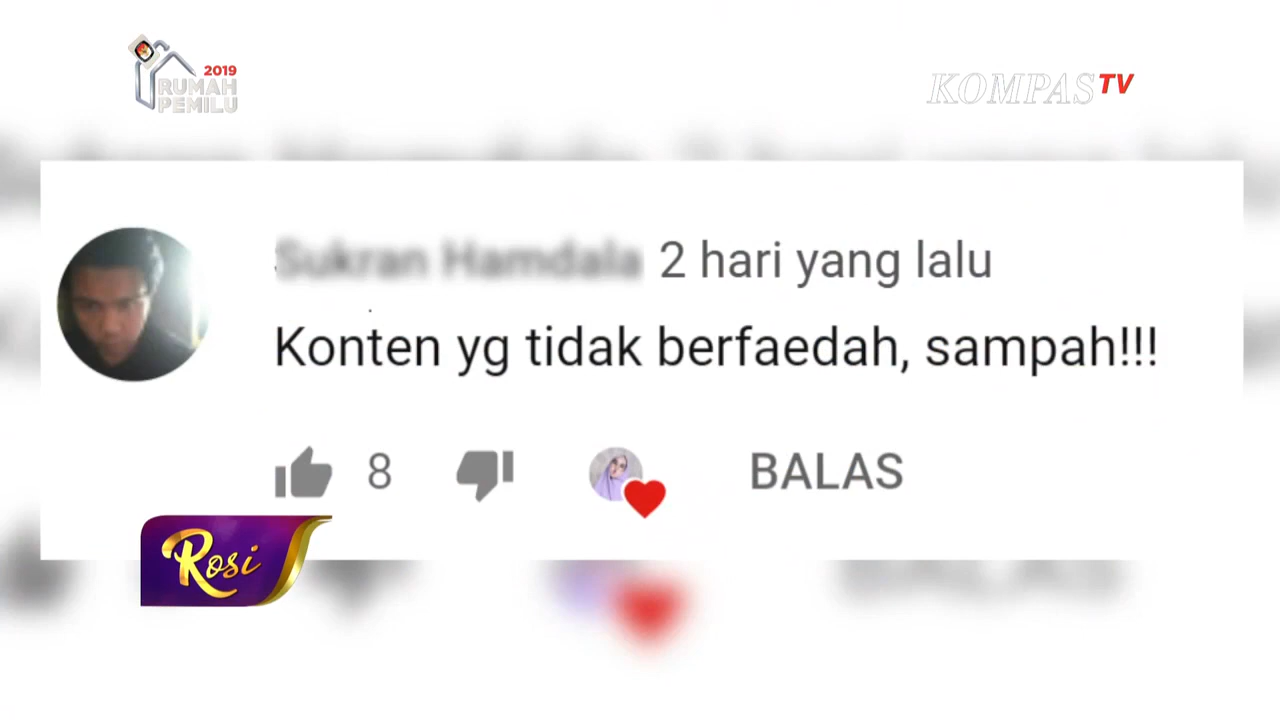 2019
RUMAH
PEMILU
KOMPAS TV
2 hari yang lalu
Konten yg tidak berfaedah, sampah!!!
8
BALAS
Rosi